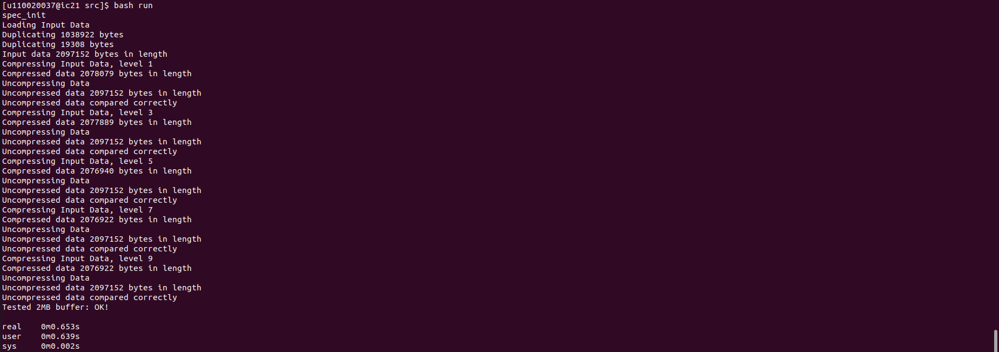 [u110020037@ic21 src]$ bash run
spec_init
Loading Input Data
Duplicating 1038922 bytes
Duplicating 19308 bytes
Input data 2097152 bytes in length
Compressing Input Data, level 1
Compressed data 2078079 bytes in length
Uncompressing Data
Uncompressed data 2097152 bytes in length
Uncompressed data compared correctly
Compressing Input Data, level 3
Compressed data 2077889 bytes in length
Uncompressing Data
Uncompressed data 2097152 bytes in length
Uncompressed data compared correctly
Compressing Input Data, level 5
Compressed data 2076940 bytes in length
Uncompressing Data
Uncompressed data 2097152 bytes in length
Uncompressed data compared correctly
Compressing Input Data, level 7
Compressed data 2076922 bytes in length
Uncompressing Data
Uncompressed data 2097152 bytes in length
Uncompressed data compared correctly
Compressing Input Data, level 9
Compressed data 2076922 bytes in length
Uncompressing Data
Uncompressed data 2097152 bytes in length
Uncompressed data compared correctly
Tested 2MB buffer: OK!
real    0m0.653s
user    0m0.639s
sys     0m0.002s